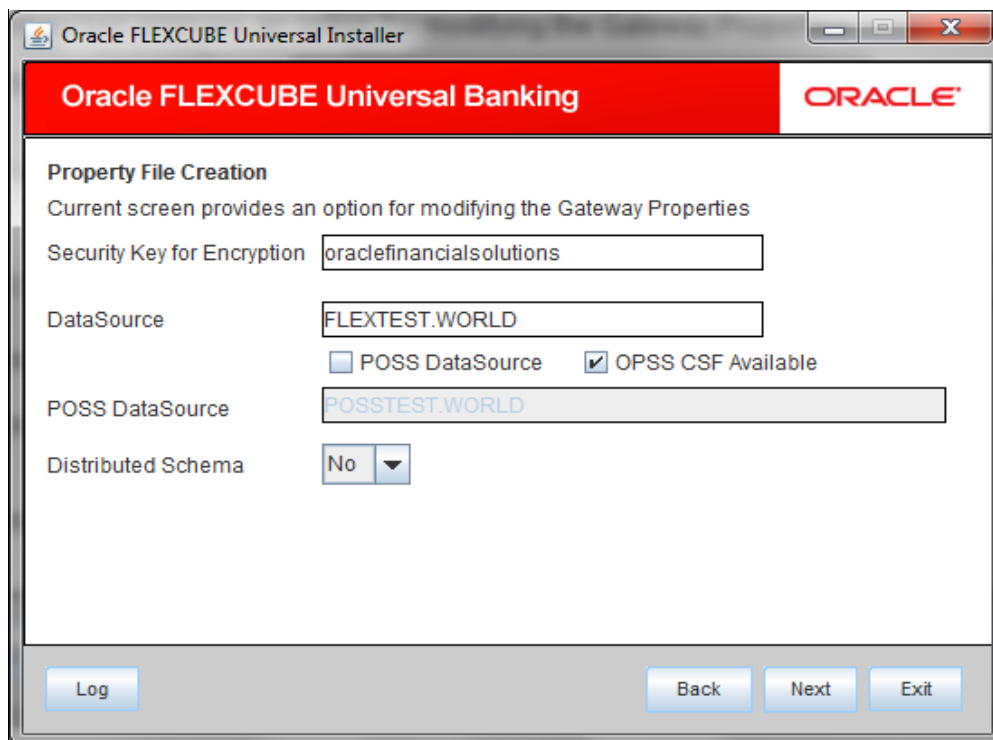 Oracle FLEXCUBE Universal Installer
Oracle FLEXCUBE Universal Banking
ORACLE
Property File Creation
Current screen provides an option for modifying the Gateway Properties
Security Key for Encryption oraclefinancialsolutions
DataSource FLEXTEST.WORLD
POSS DataSource OPSS CSF Available
POSS DataSource POSSTEST.WORLD
Distributed Schema No
Log Back Next Exit